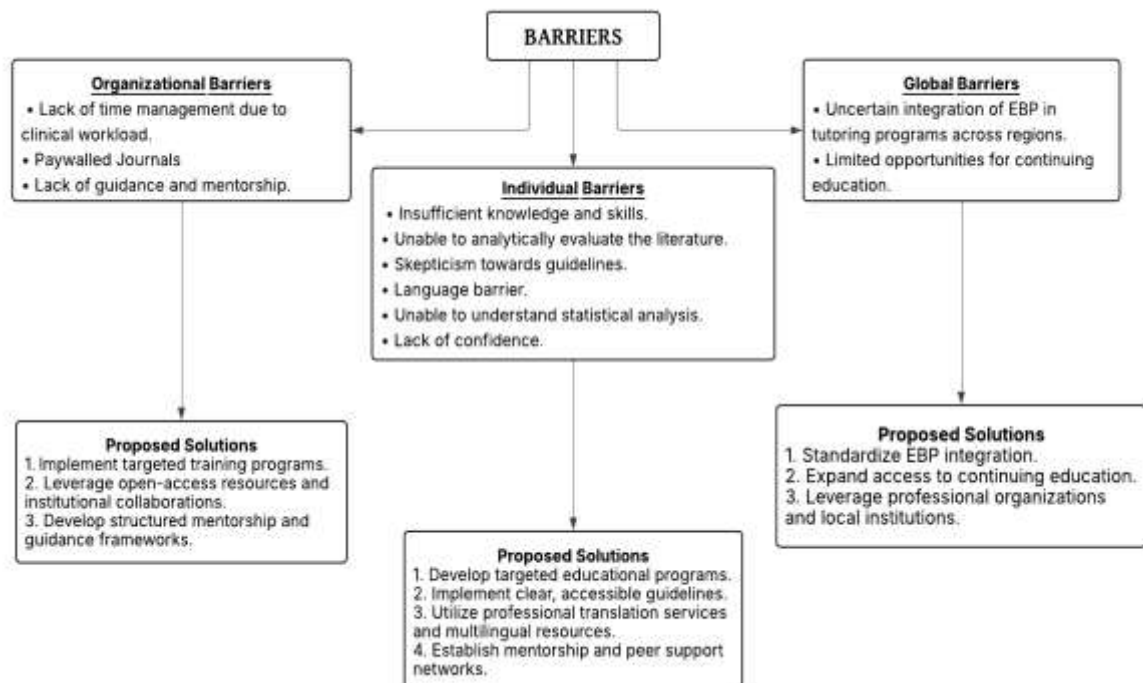 BARRIERS
Organizational Barriers
• Lack of time management due to
clinical workload.
• Paywalled Journals
• Lack of guidance and mentorship.
Individual Barriers
• Insufficient knowledge and skills.
• Unable to analytically evaluate the literature.
• Skepticism towards guidelines.
• Language barrier.
• Unable to understand statistical analysis.
• Lack of confidence.
Global Barriers
• Uncertain integration of EBP in
tutoring programs across regions.
• Limited opportunities for continuing
education.
Proposed Solutions
1. Implement targeted training programs.
2. Leverage open-access resources and
institutional collaborations.
3. Develop structured mentorship and
guidance frameworks.
Proposed Solutions
1. Develop targeted educational programs.
2. Implement clear, accessible guidelines.
3. Utilize professional translation services
and multilingual resources.
4. Establish mentorship and peer support
networks.
Proposed Solutions
1. Standardize EBP integration.
2. Expand access to continuing education.
3. Leverage professional organizations
and local institutions.